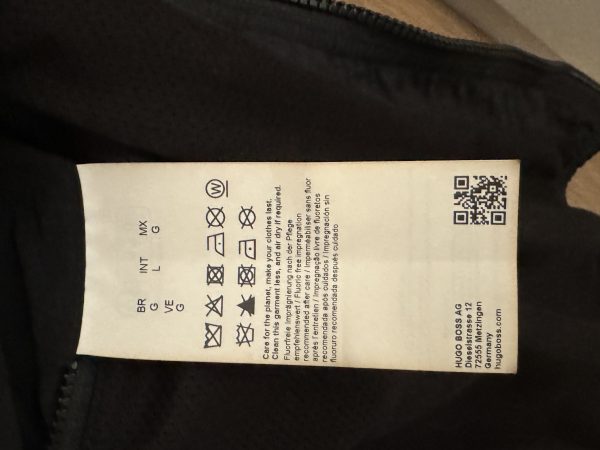 BR INT MX
G L G
VE
G
W
Care for the planet, make your clothes last.
Clean this garment less, and air dry if required.
Fluorfreie Imprägnierung nach der Pflege
empfehlenswert / Fluoric free impregnation
recommended after care / Imperméabiliser sans fluor
après l'entretien / Impregnação livre de fluoretos
recomendada após cuidados / Impregnación sin
fluoruro recomendada después cuidado
HUGO BOSS AG
Dieselstrasse 12
72555 Metzingen
Germany
hugoboss.com